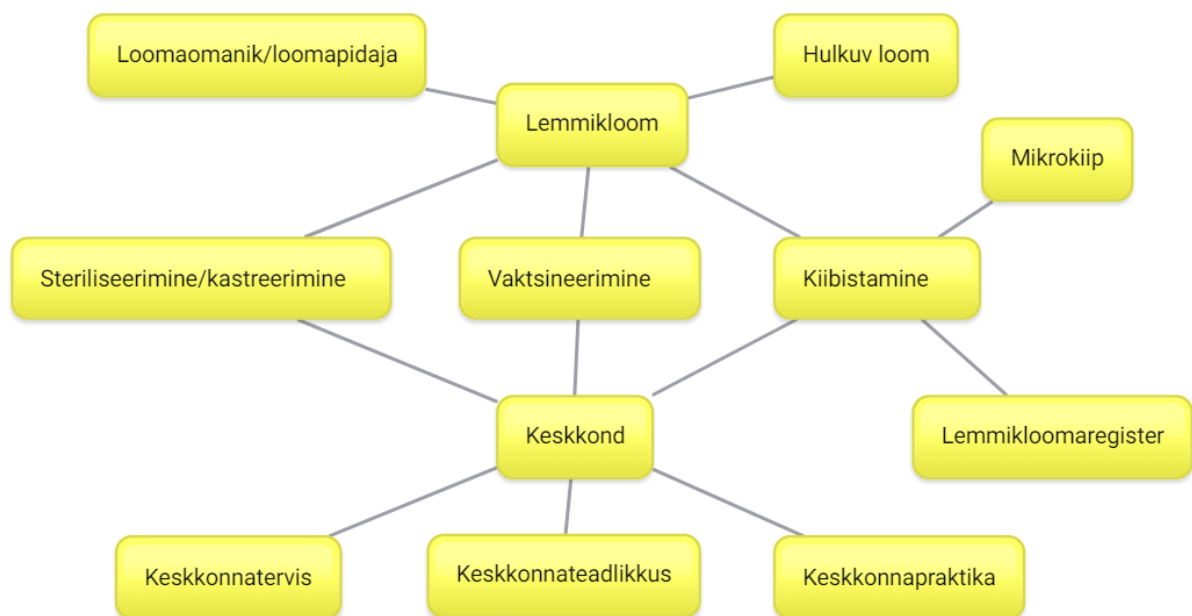 Loomaomanik/loomapidaja
Hulkuv loom
Lemmikloom
Mikrokiip
Steriliseerimine/kastreerimine
Vaktsineerimine
Kiibistamine
Keskkond
Lemmikloomaregister
Keskkonnatervis
Keskkonnateadlikkus
Keskkonnapraktika